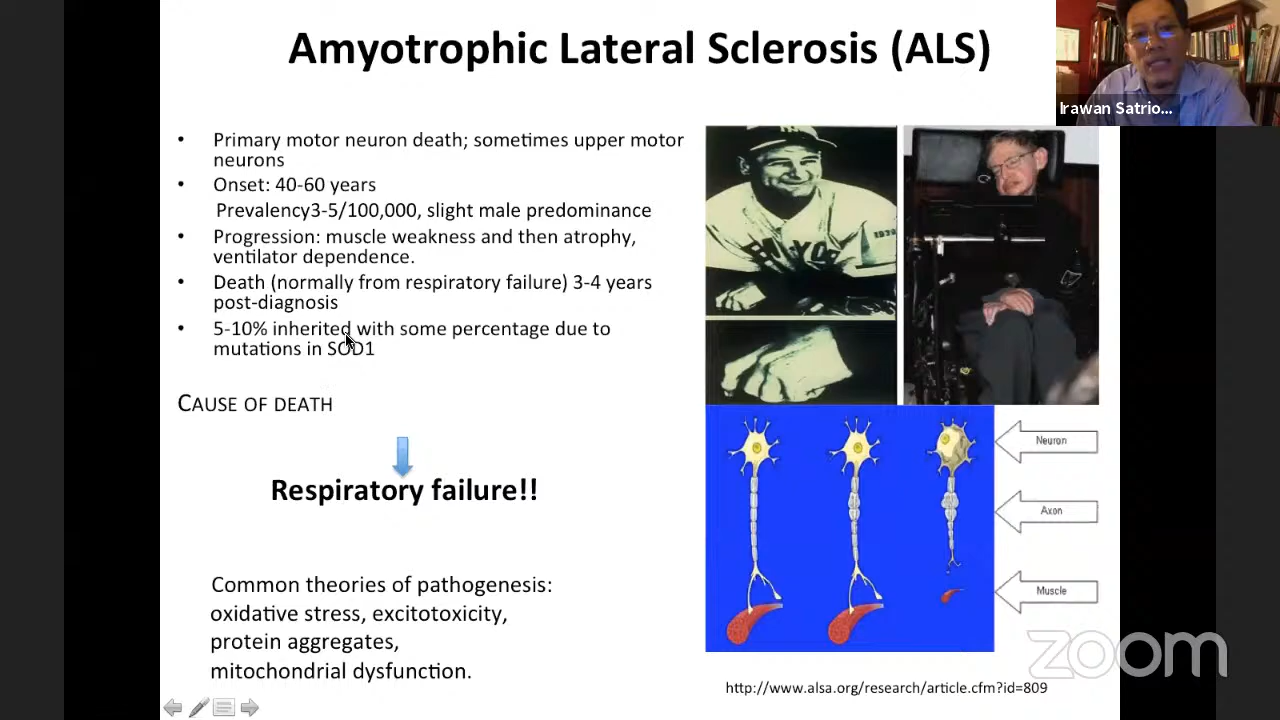 Amyotrophic Lateral Sclerosis (ALS)
Irawan Satrio...
• Primary motor neuron death; sometimes upper motor
neurons
• Onset: 40-60 years
Prevalency3-5/100,000, slight male predominance
• Progression: muscle weakness and then atrophy,
ventilator dependence.
• Death (normally from respiratory failure) 3-4 years
post-diagnosis
• 5-10% inherited with some percentage due to
mutations in SOD1
CAUSE OF DEATH
Respiratory failure!!
Common theories of pathogenesis:
oxidative stress, excitotoxicity,
protein aggregates,
mitochondrial dysfunction.
1939
Neuron
Axon
Muscle
http://www.alsa.org/research/article.cfm?id=809
zoom